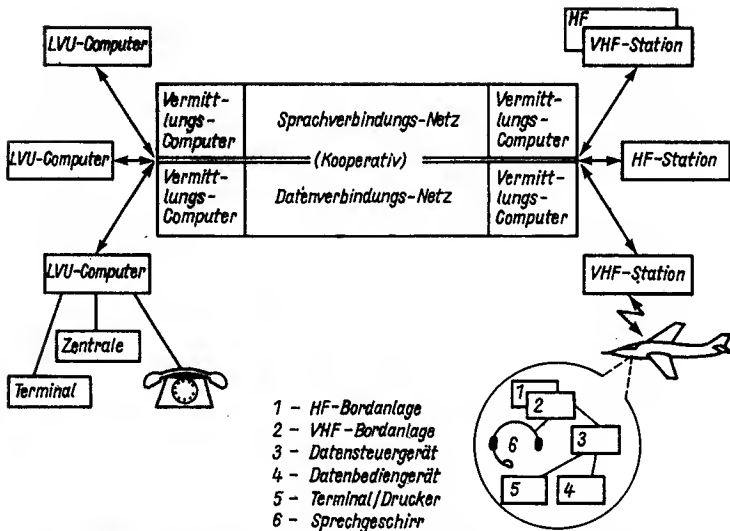 LVU-Computer
HF
VHF-Station
Vermitt-
lungs-
Computer
Sprachverbindungs-Netz
Vermitt-
lungs-
Computer
LVU-Computer
(Kooperativ)
HF-Station
Vermitt-
lungs-
Computer
Datenverbindungs-Netz
Vermitt-
lungs-
Computer
LVU-Computer
VHF-Station
Zentrale
Terminal
1 - HF-Bordanlage
2 - VHF-Bordanlage
3 - Datensteuergerät
4 - Datenbediengerät
5 - Terminal/Drucker
6 - Sprechgeschirr
1
2
6
3
5
4